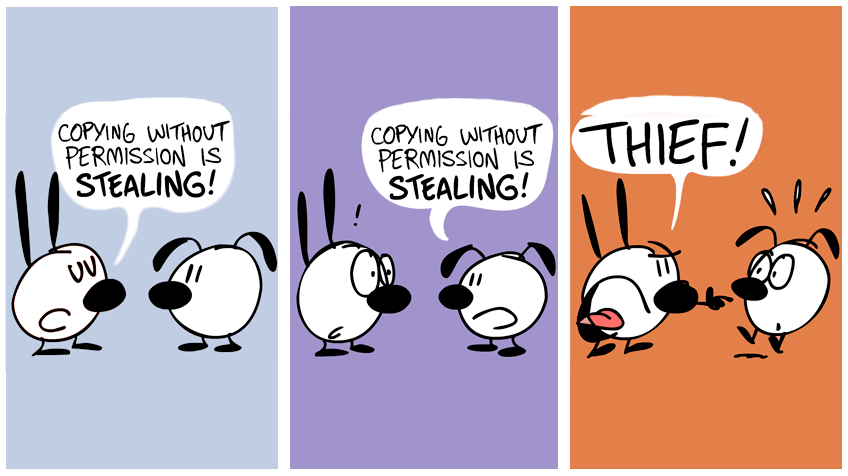 COPYING WITHOUT
PERMISSION IS
STEALING!
!
COPYING WITHOUT
PERMISSION IS
STEALING!
THIEF!